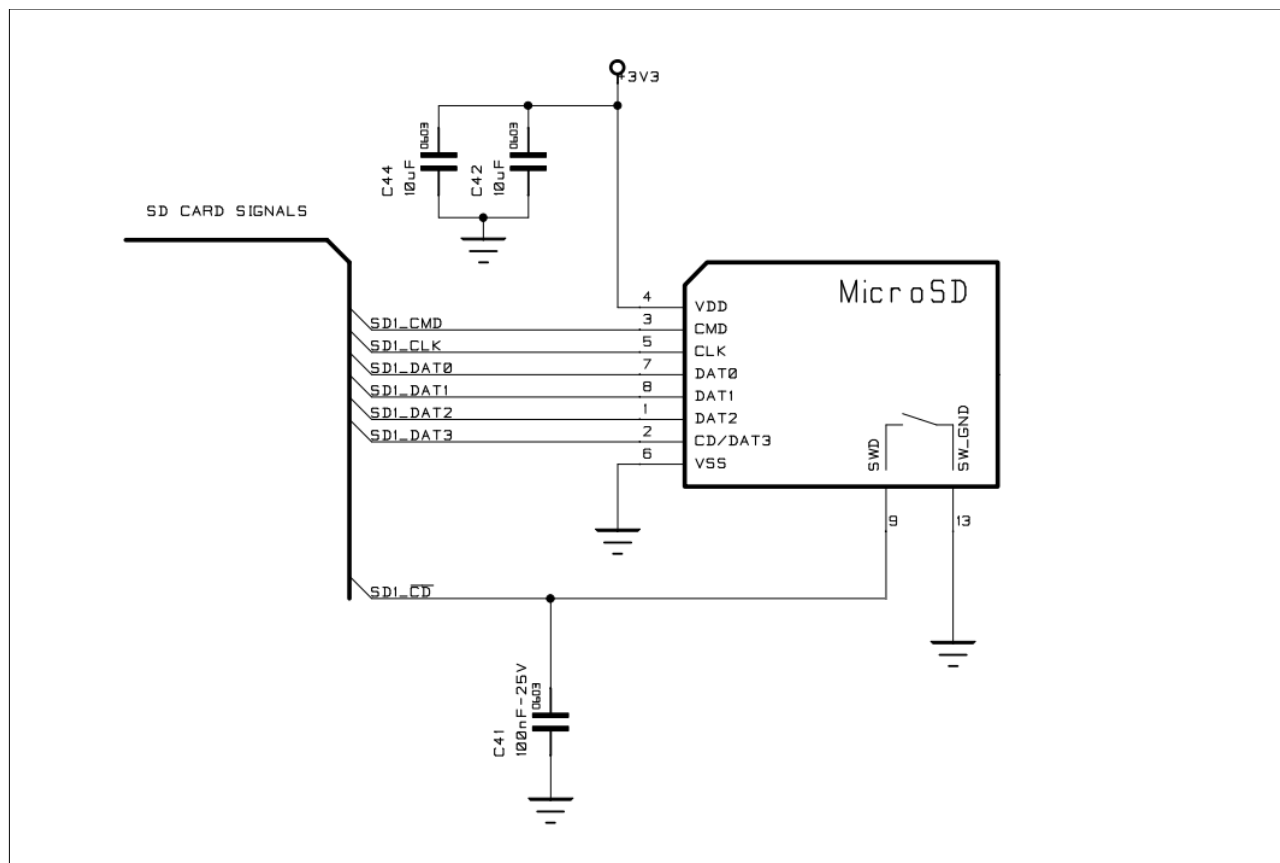 +3V3
0603
C44
10uF
0603
C42
10uF
SD CARD SIGNALS
MicroSD
4
VDD
SD1_CMD
3
CMD
SD1_CLK
5
CLK
SD1_DAT0
7
DAT0
SD1_DAT1
8
DAT1
SD1_DAT2
1
DAT2
SD1_DAT3
2
CD/DAT3
6
VSS
SWD
SW_GND
9
13
SD1_CD
C41
100nF-25V
0603